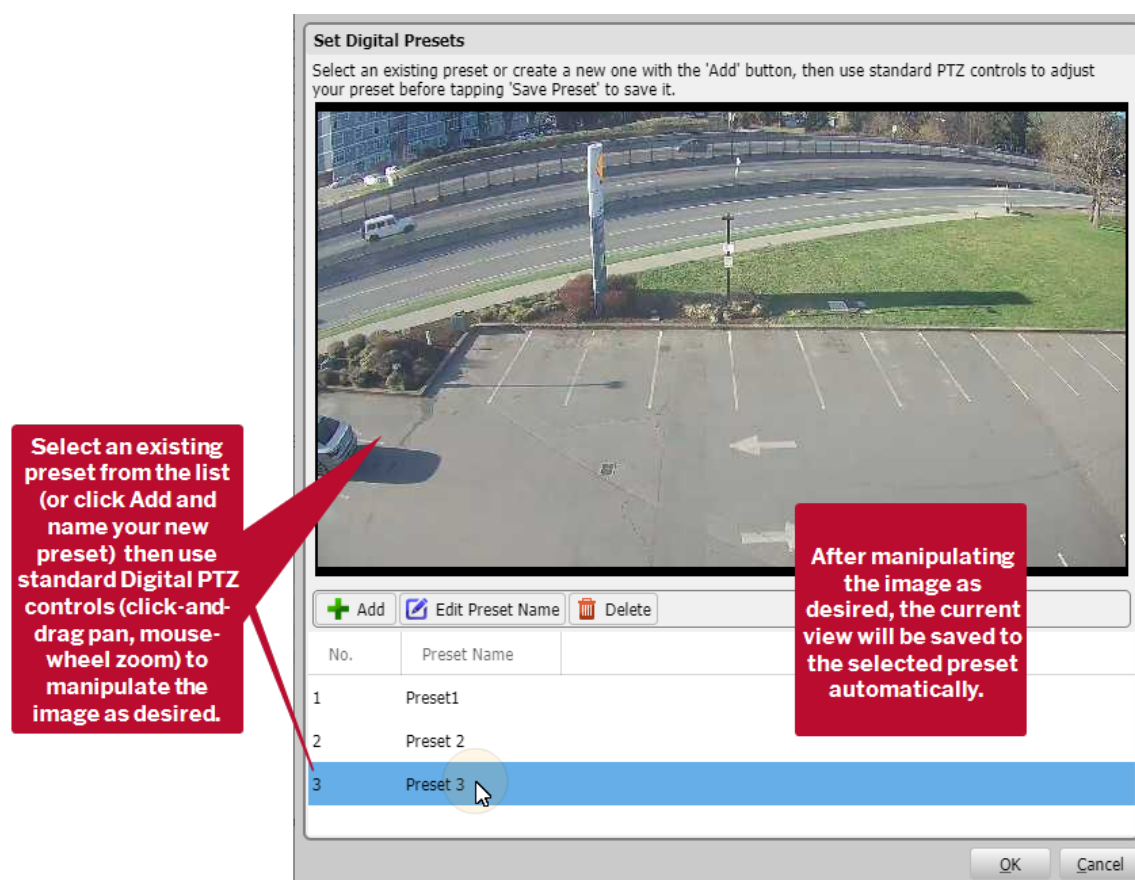 Set Digital Presets
Select an existing preset or create a new one with the 'Add' button, then use standard PTZ controls to adjust
your preset before tapping 'Save Preset' to save it.
Select an existing
preset from the list
(or click Add and
name your new
preset) then use
standard Digital PTZ
controls (click-and-
drag pan, mouse-
wheel zoom) to
manipulate the
image as desired.
After manipulating
the image as
desired, the current
view will be saved to
the selected preset
automatically.
Add Edit Preset Name Delete
No. Preset Name
1 Preset1
2 Preset 2
3 Preset 3
OK Cancel